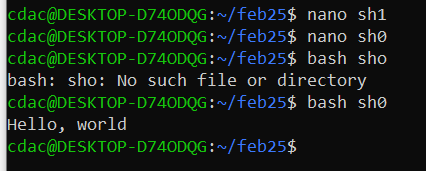 cdac@DESKTOP-D74ODQG:~/feb25$ nano sh1
cdac@DESKTOP-D74ODQG:~/feb25$ nano sh0
cdac@DESKTOP-D74ODQG:~/feb25$ bash sho
bash: sho: No such file or directory
cdac@DESKTOP-D74ODQG:~/feb25$ bash sh0
Hello, world
cdac@DESKTOP-D74ODQG:~/feb25$